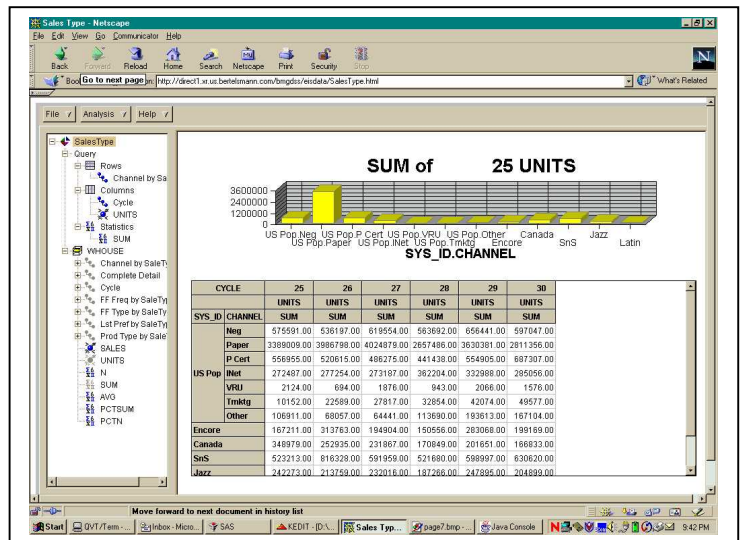 Sales Type - Netscape
File Edit View Go Communicator Help
Back Forward Reload Home Search Netscape Print Security Stop
Go to next page http://direct1.xr.us.bertelsmann.com/bmgdss/eisdata/SalesType.html What's Related
File Analysis Help
SalesType
Query
Rows
Channel by Sa
Columns
Cycle
UNITS
Statistics
SUM
WHOUSE
Channel by SaleTy
Complete Detail
Cycle
FF Freq by SaleTy
FF Type by SaleTy
Lst Pref by SaleTy
Prod Type by Sale
SALES
UNITS
N
SUM
AVG
PCTSUM
PCTN
SUM of 25 UNITS
3600000
2400000
1200000
0
US Pop.Neg US Pop.P Cert US Pop.VRU US Pop.Other Canada Jazz
US Pop.Paper US Pop.INet US Pop.Tmktg Encore SnS Latin
SYS_ID.CHANNEL
CYCLE 25 26 27 28 29 30
UNITS UNITS UNITS UNITS UNITS UNITS
SYS_ID CHANNEL SUM SUM SUM SUM SUM SUM
US Pop Neg 575591.00 536197.00 619554.00 563692.00 656441.00 597047.00
Paper 3389009.00 3986798.00 4024879.00 2657486.00 3630381.00 2811356.00
P Cert 556955.00 520615.00 486275.00 441438.00 554905.00 687307.00
INet 272487.00 277254.00 273187.00 362204.00 332988.00 285056.00
VRU 2124.00 694.00 1876.00 943.00 2066.00 1576.00
Tmktg 10152.00 22589.00 27817.00 32854.00 42074.00 49577.00
Other 106911.00 68057.00 64441.00 113690.00 193613.00 167104.00
Encore 167211.00 313763.00 194904.00 150556.00 283068.00 199169.00
Canada 348979.00 252935.00 231867.00 170849.00 201651.00 166833.00
SnS 523213.00 816328.00 591959.00 521680.00 598997.00 630620.00
Jazz 242273.00 213759.00 232016.00 187266.00 247895.00 204899.00
Move forward to next document in history list
Start QVT/Term -... Inbox - Micro... SAS KEDIT - [D:\... Sales Typ... page7.bmp -... Java Console 9:42 PM